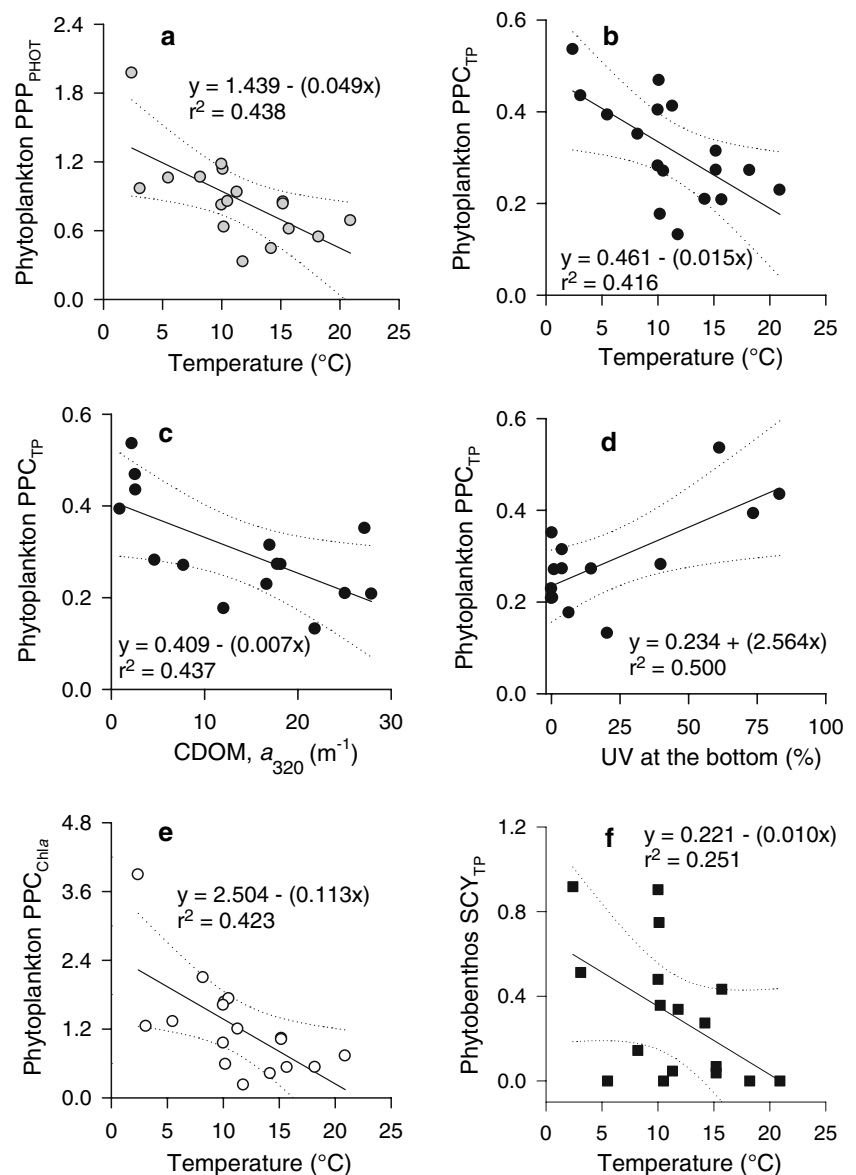 a
2.4
1.8
1.2
0.6
0.0
Phytoplankton PPP_PHOT
y = 1.439 - (0.049x)
r² = 0.438
0 5 10 15 20 25
Temperature (°C)
b
0.6
0.4
0.2
0.0
Phytoplankton PPC_TP
y = 0.461 - (0.015x)
r² = 0.416
0 5 10 15 20 25
Temperature (°C)
c
0.6
0.4
0.2
0.0
Phytoplankton PPC_TP
y = 0.409 - (0.007x)
r² = 0.437
0 10 20 30
CDOM, a₃₂₀ (m⁻¹)
d
0.6
0.4
0.2
0.0
Phytoplankton PPC_TP
y = 0.234 + (2.564x)
r² = 0.500
0 25 50 75 100
UV at the bottom (%)
e
4.8
3.6
2.4
1.2
0.0
Phytoplankton PPC_Chla
y = 2.504 - (0.113x)
r² = 0.423
0 5 10 15 20 25
Temperature (°C)
f
1.2
0.8
0.4
0.0
Phytobenthos SCY_TP
y = 0.221 - (0.010x)
r² = 0.251
0 5 10 15 20 25
Temperature (°C)